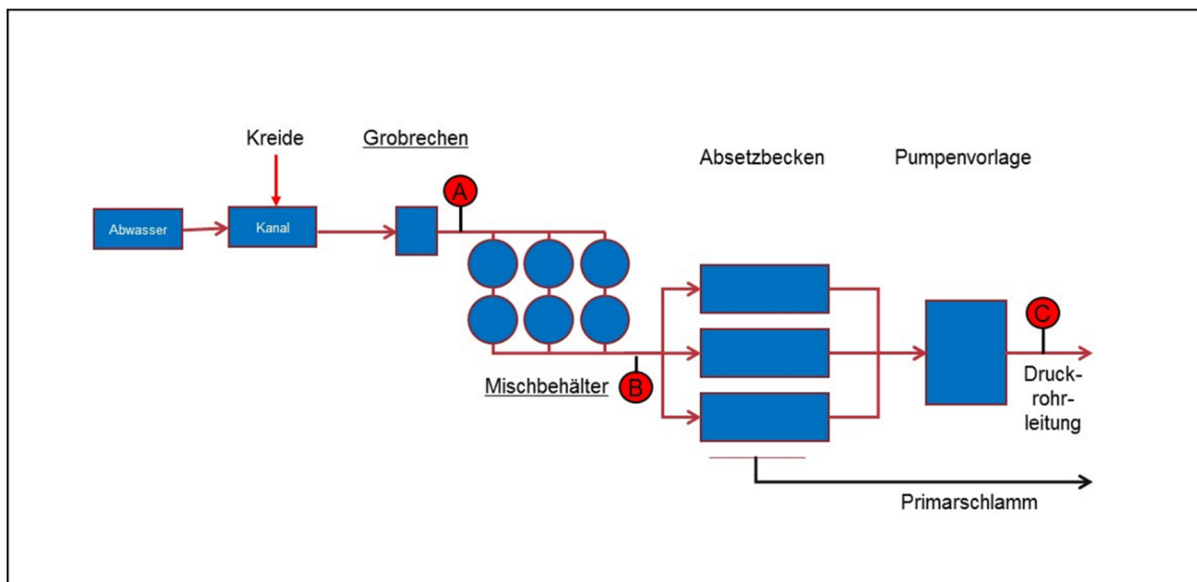 Kreide
Grobrechen
Absetzbecken
Pumpenvorlage
A
Abwasser
Kanal
C
Mischbehälter
B
Druck-
rohr-
leitung
Primarschlamm